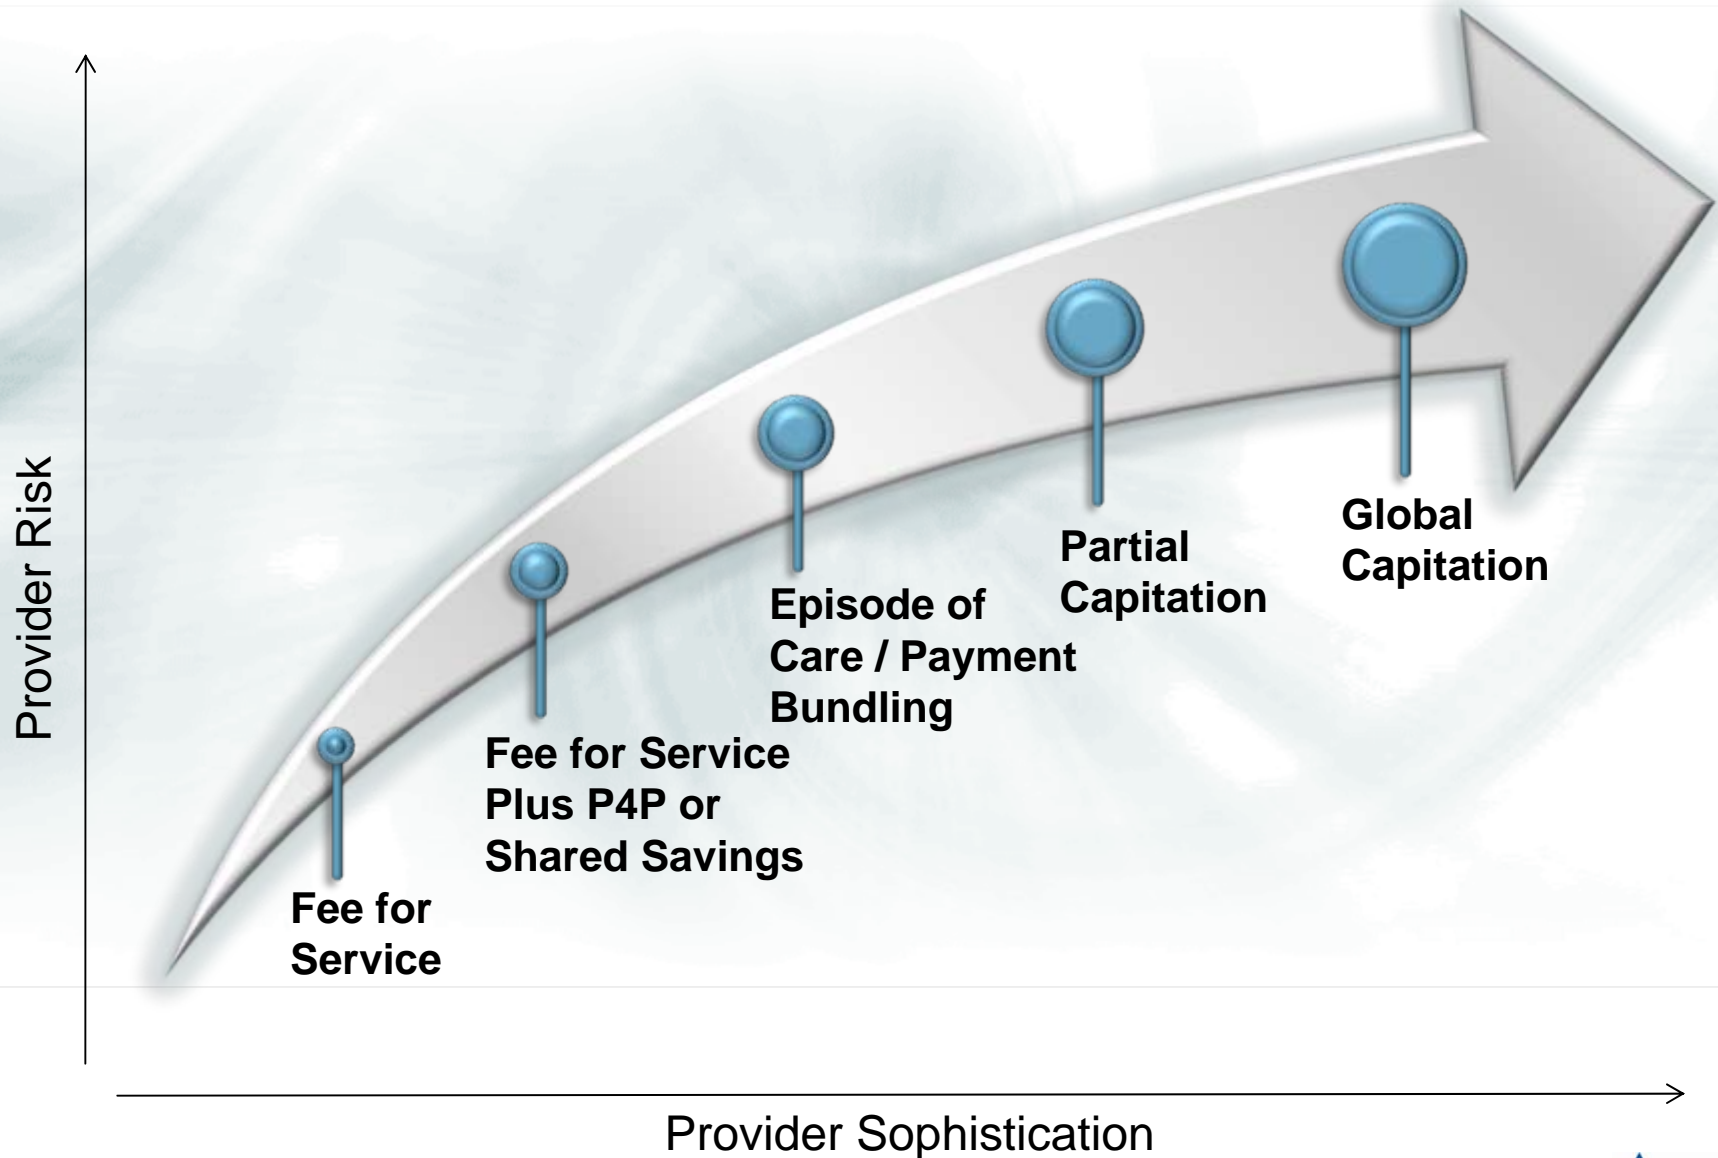 Provider Risk
Global
Capitation
Partial
Capitation
Episode of
Care / Payment
Bundling
Fee for Service
Plus P4P or
Shared Savings
Fee for
Service
Provider Sophistication